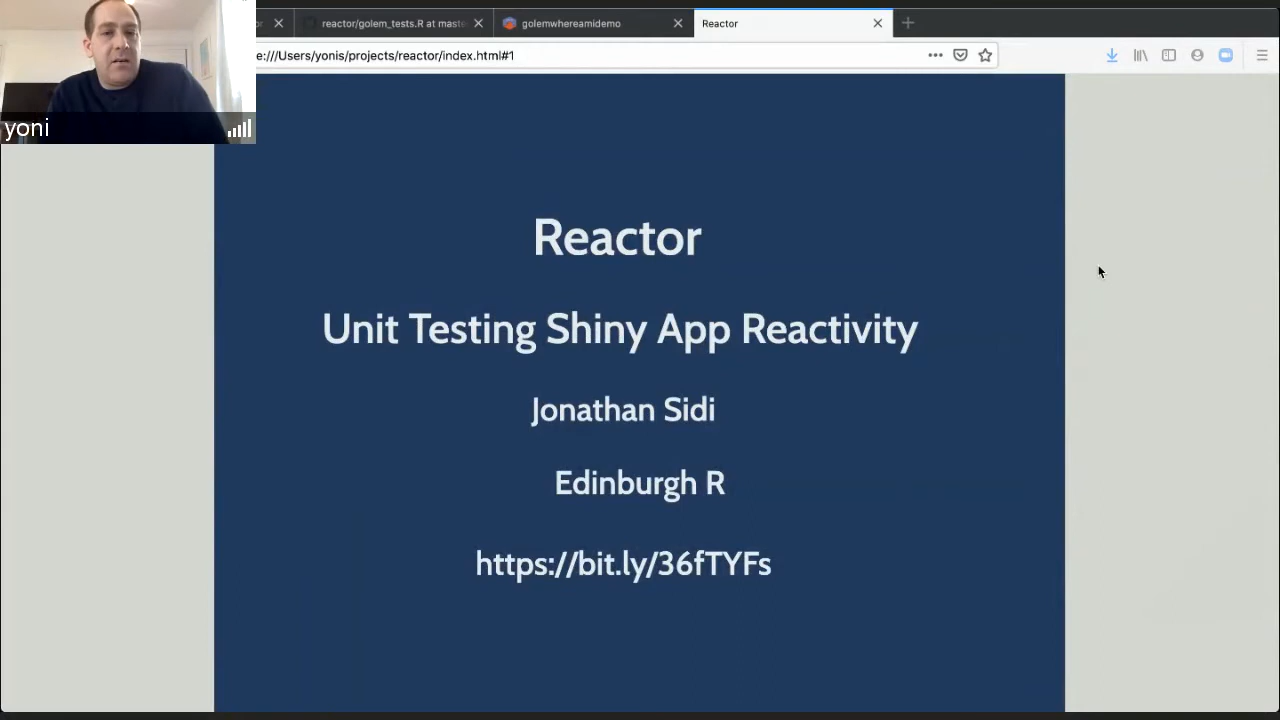 reactor/golem_tests.R at maste
golemwhereamidemo
Reactor
e:///Users/yonis/projects/reactor/index.html#1
yoni
Reactor
Unit Testing Shiny App Reactivity
Jonathan Sidi
Edinburgh R
https://bit.ly/36fTYFs